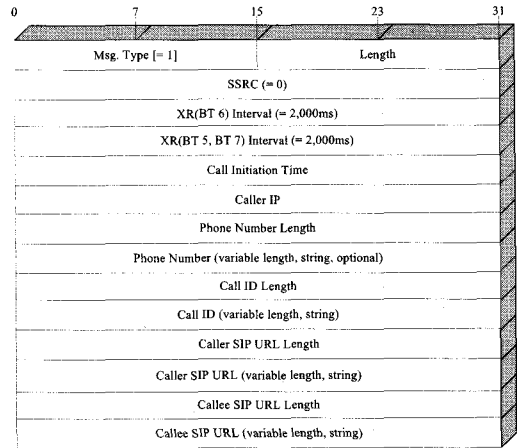 0 7 15 23 31
Msg. Type [= 1] Length
SSRC (= 0)
XR(BT 6) Interval (= 2,000ms)
XR(BT 5, BT 7) Interval (= 2,000ms)
Call Initiation Time
Caller IP
Phone Number Length
Phone Number (variable length, string, optional)
Call ID Length
Call ID (variable length, string)
Caller SIP URL Length
Caller SIP URL (variable length, string)
Callee SIP URL Length
Callee SIP URL (variable length, string)